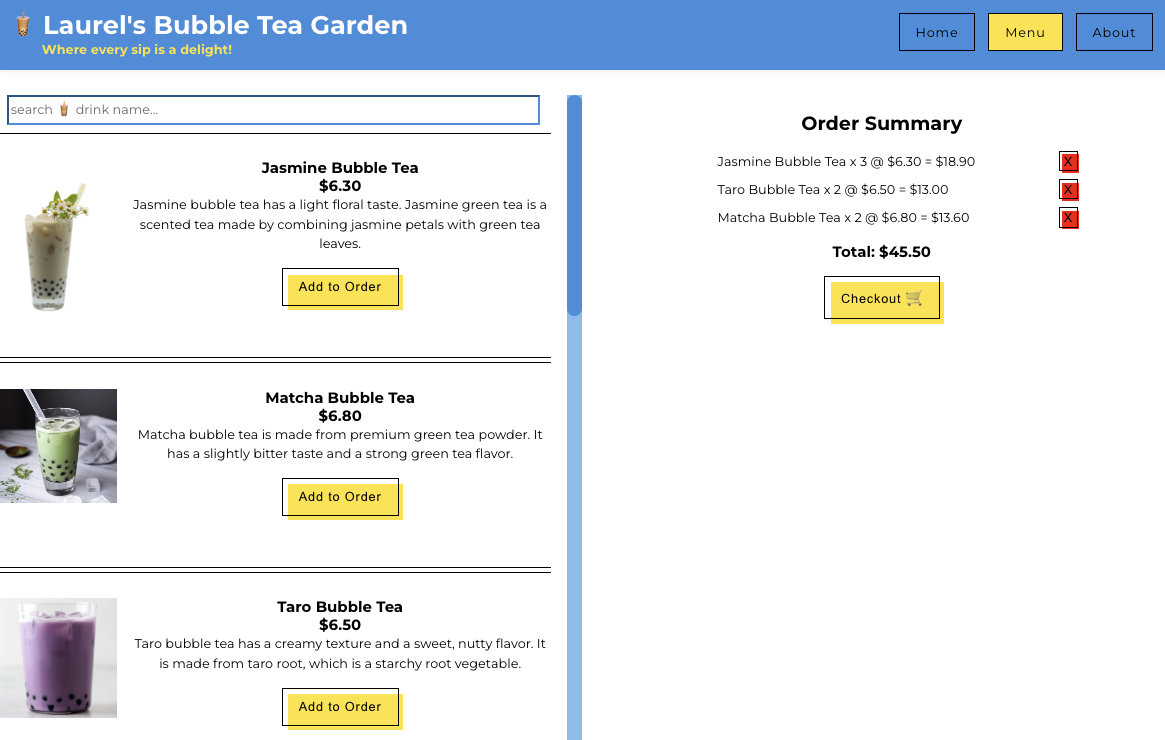 Laurel's Bubble Tea Garden
Where every sip is a delight!
Home
Menu
About
search 🧋 drink name...
Jasmine Bubble Tea
$6.30
Jasmine bubble tea has a light floral taste. Jasmine green tea is a
scented tea made by combining jasmine petals with green tea
leaves.
Add to Order
Matcha Bubble Tea
$6.80
Matcha bubble tea is made from premium green tea powder. It
has a slightly bitter taste and a strong green tea flavor.
Add to Order
Taro Bubble Tea
$6.50
Taro bubble tea has a creamy texture and a sweet, nutty flavor. It
is made from taro root, which is a starchy root vegetable.
Add to Order
Order Summary
Jasmine Bubble Tea x 3 @ $6.30 = $18.90 X
Taro Bubble Tea x 2 @ $6.50 = $13.00 X
Matcha Bubble Tea x 2 @ $6.80 = $13.60 X
Total: $45.50
Checkout 🛒